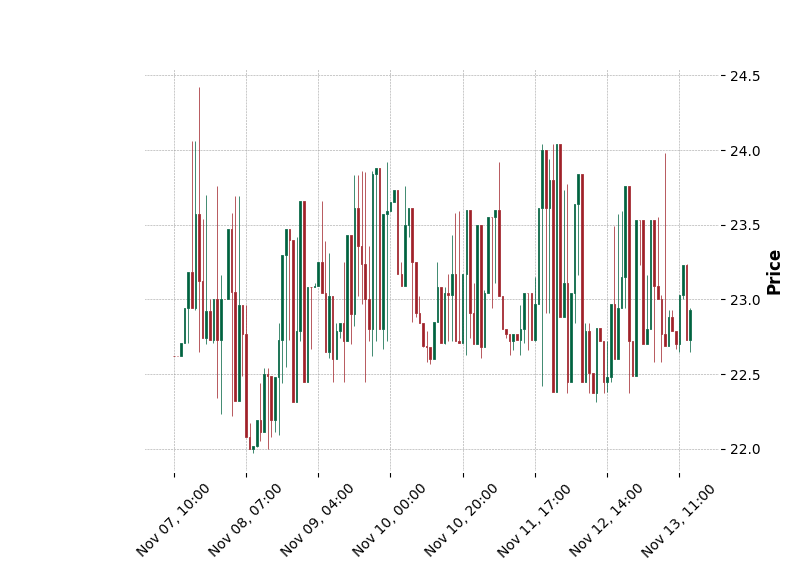 24.5
24.0
23.5
23.0
22.5
22.0
Price
Nov 07, 10:00
Nov 08, 07:00
Nov 09, 04:00
Nov 10, 00:00
Nov 10, 20:00
Nov 11, 17:00
Nov 12, 14:00
Nov 13, 11:00